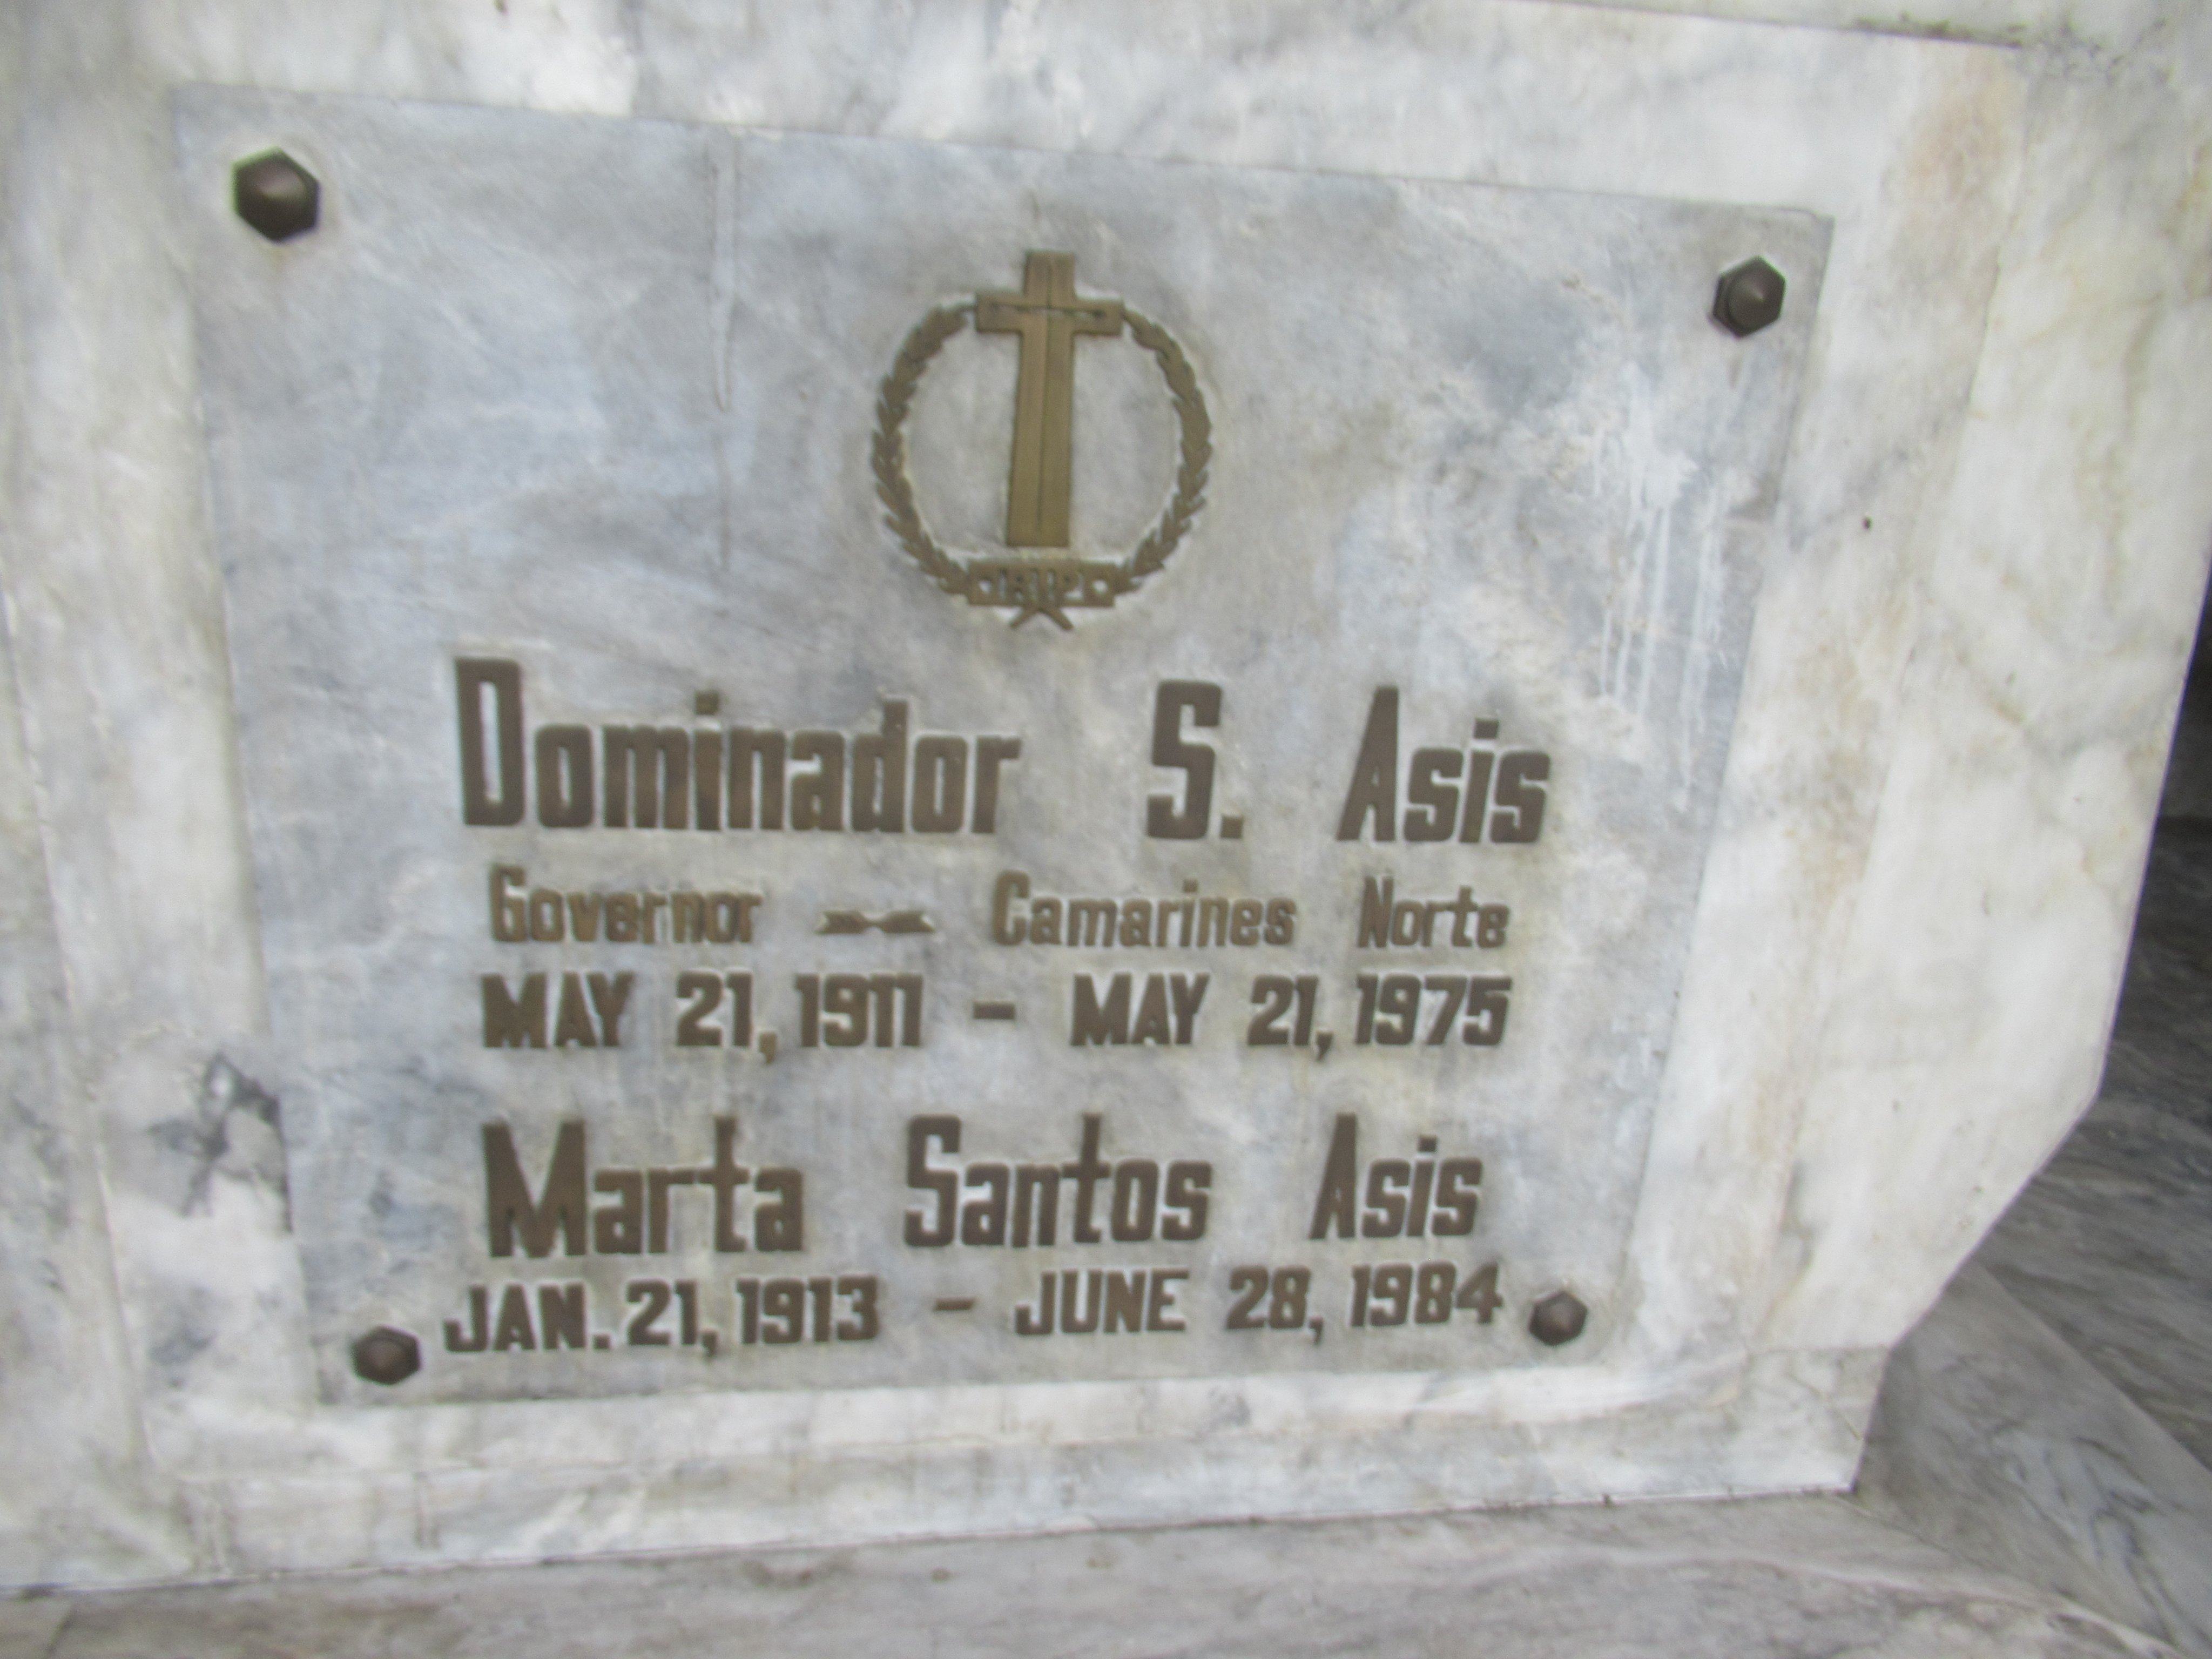 Dominador S. Asis
Governor — Camarines Norte
MAY 21, 1911 - MAY 21, 1975
Marta Santos Asis
JAN. 21, 1913 - JUNE 28, 1984